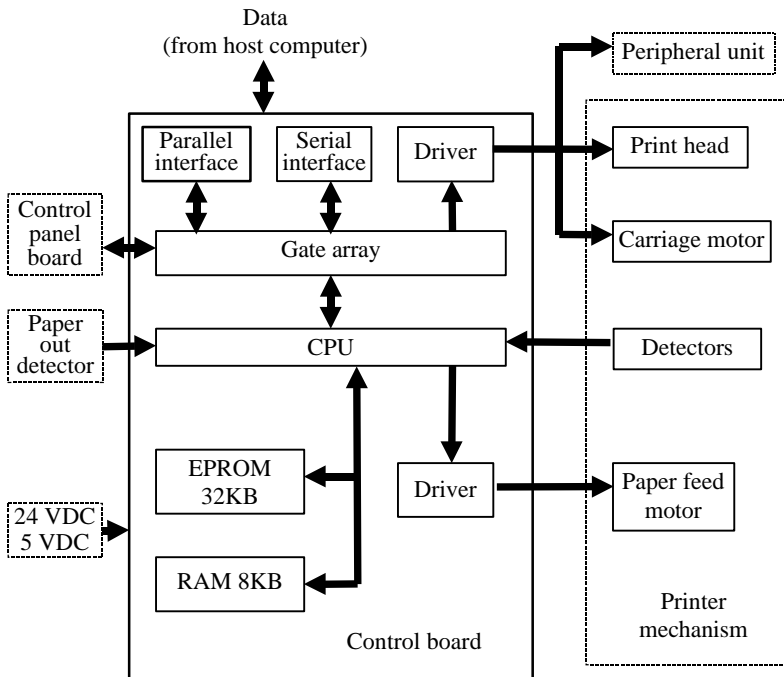 Data
(from host computer)
Peripheral unit
Parallel
interface
Serial
interface
Driver
Print head
Control
panel
board
Gate array
Carriage motor
Paper
out
detector
CPU
Detectors
EPROM
32KB
Driver
Paper feed
motor
24 VDC
5 VDC
RAM 8KB
Control board
Printer
mechanism